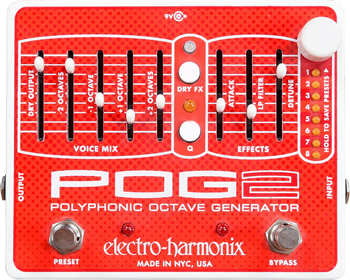 9V
DRY OUTPUT
-2 OCTAVES
-1 OCTAVE
+1 OCTAVE
+2 OCTAVES
DRY FX
ATTACK
LP FILTER
DETUNE
1
2
3
4
5
6
7
8
HOLD TO SAVE PRESETS
VOICE MIX
Q
EFFECTS
OUTPUT
POG2
INPUT
POLYPHONIC OCTAVE GENERATOR
electro-harmonix
PRESET
MADE IN NYC, USA
BYPASS